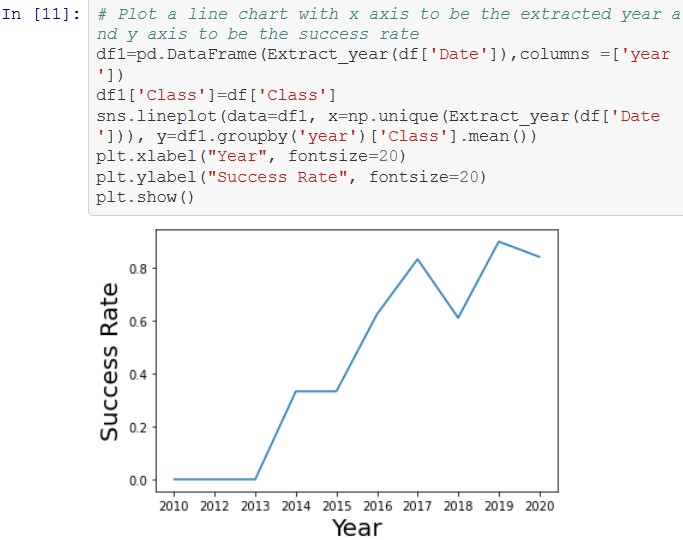 In [11]: # Plot a line chart with x axis to be the extracted year a
nd y axis to be the success rate
df1=pd.DataFrame(Extract_year(df['Date']),columns =['year
'])
df1['Class']=df['Class']
sns.lineplot(data=df1, x=np.unique(Extract_year(df['Date
'])), y=df1.groupby('year')['Class'].mean())
plt.xlabel("Year", fontsize=20)
plt.ylabel("Success Rate", fontsize=20)
plt.show()
Success Rate
0.8
0.6
0.4
0.2
0.0
2010 2012 2013 2014 2015 2016 2017 2018 2019 2020
Year